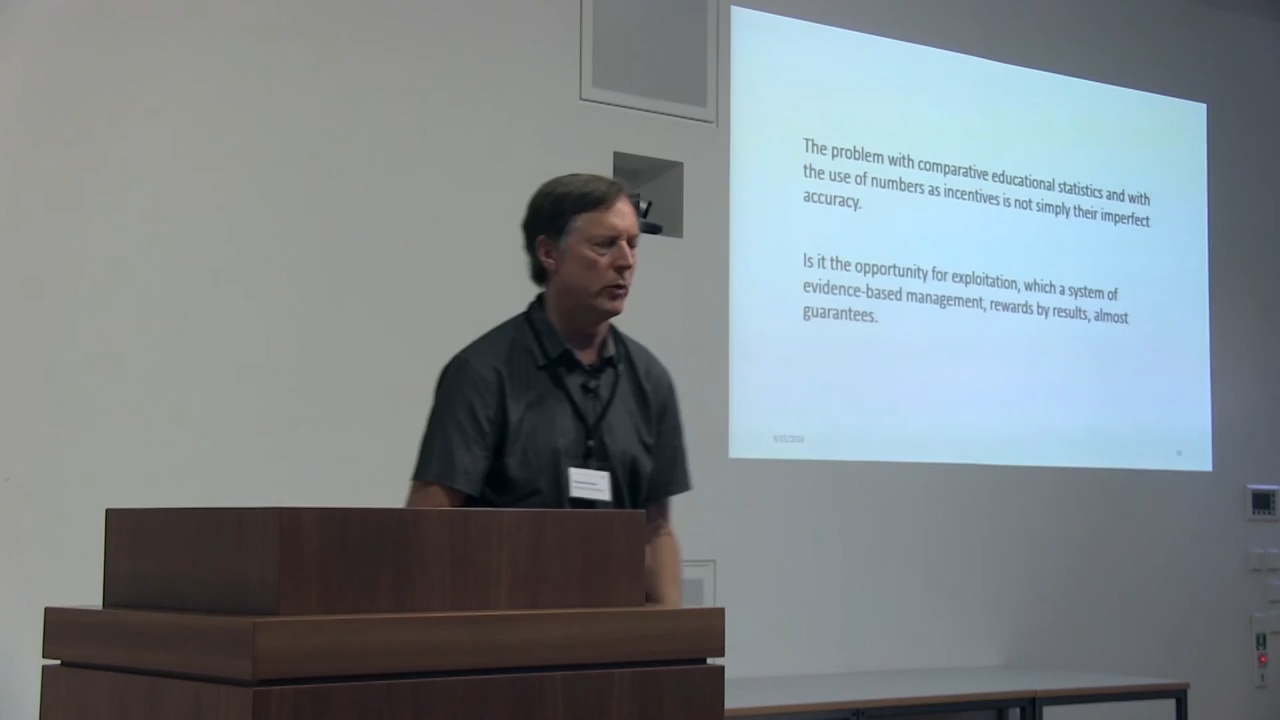 The problem with comparative educational statistics and with
the use of numbers as incentives is not simply their imperfect
accuracy.
Is it the opportunity for exploitation, which a system of
evidence-based management, rewards by results, almost
guarantees.